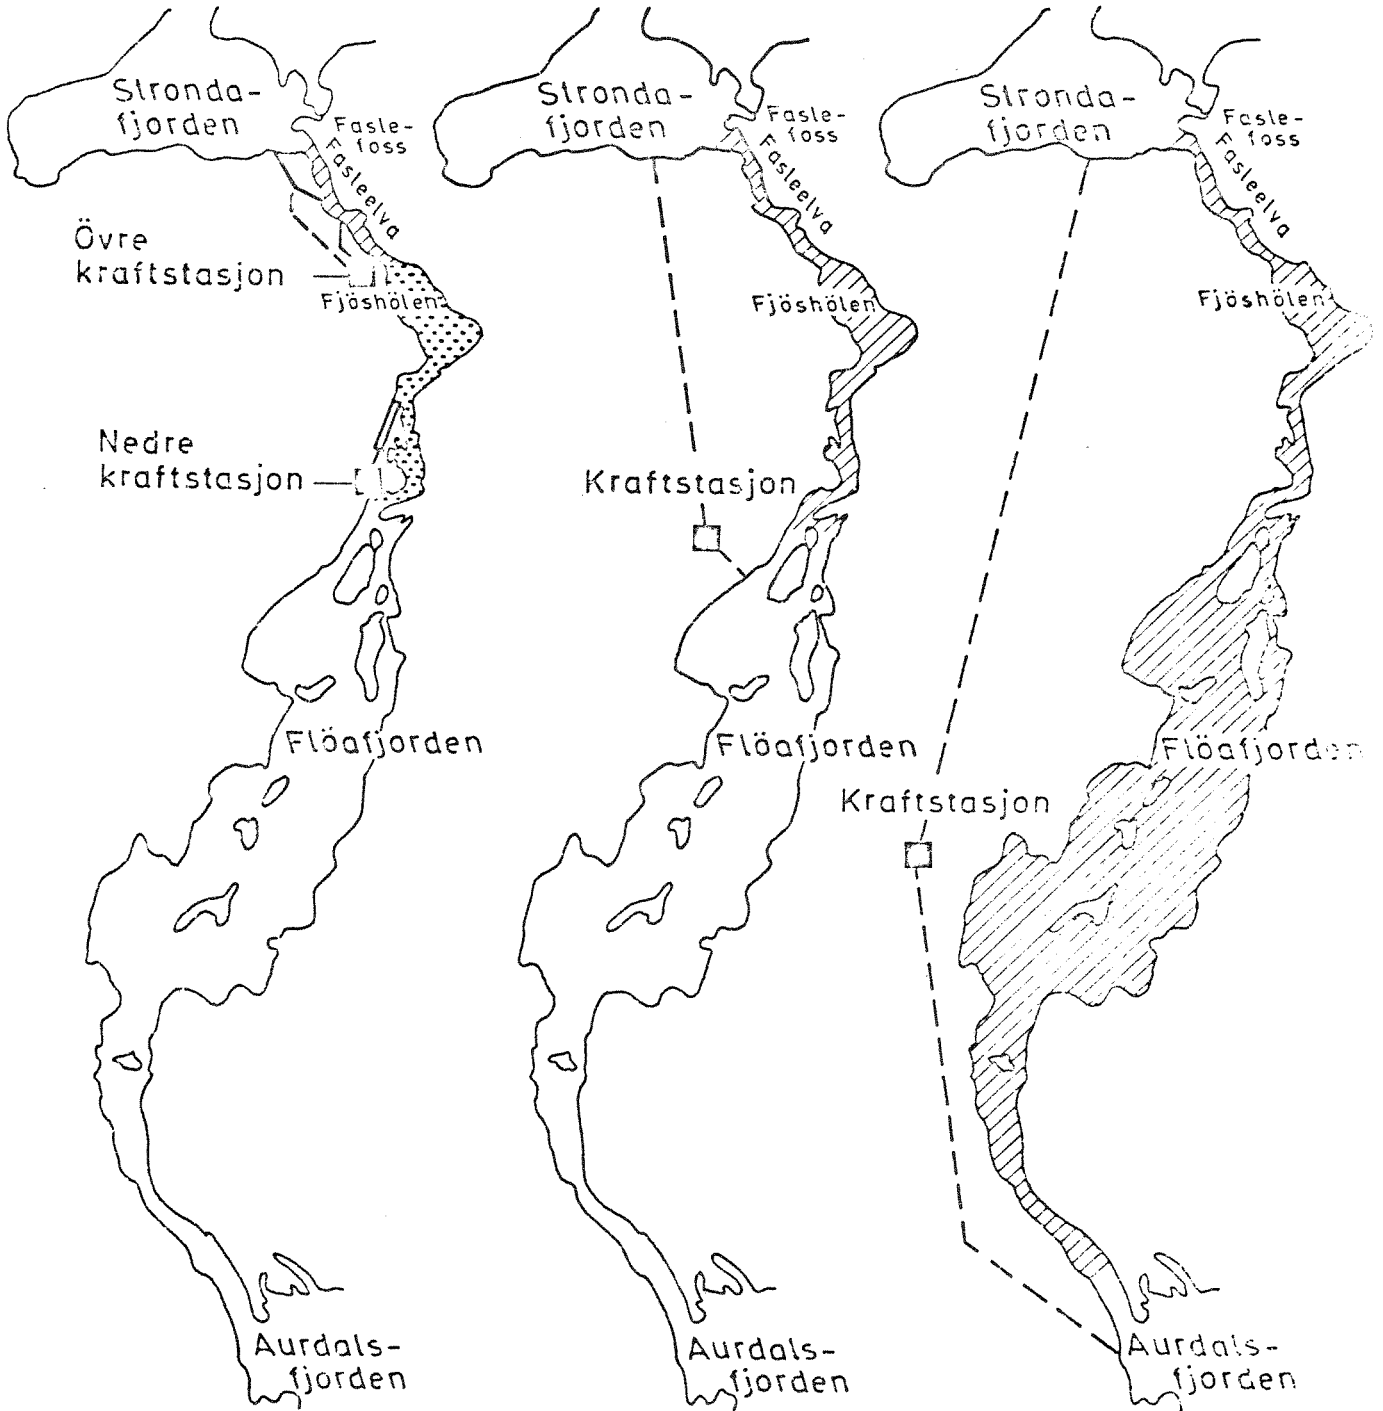 Stronda-
fjorden
Fasle-
foss
Fasleelva
Övre
kraftstasjon
Fjöshölen
Nedre
kraftstasjon
Flöafjorden
Aurdals-
fjorden
Stronda-
fjorden
Fasle-
foss
Fasleelva
Fjöshölen
Kraftstasjon
Flöafjorden
Aurdals-
fjorden
Stronda-
fjorden
Fasle-
foss
Fasleelva
Fjöshölen
Flöafjorden
Kraftstasjon
Aurdals-
fjorden